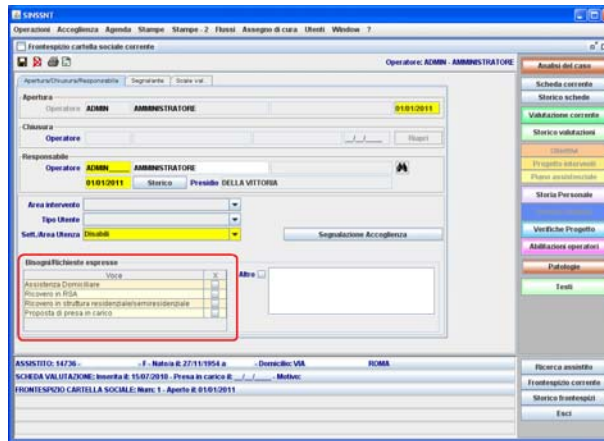 SINSSNT
Operazioni Accoglienza Agenda Stampe Stampe - 2 Flussi Assegno di cura Utenti Window ?
Frontespizio cartella sociale corrente
Operatore: ADMIN - AMMINISTRATORE
Apertura/Chiusura/Responsabile Segnalante Scale val.
Apertura
Operatore ADMIN AMMINISTRATORE 01/01/2011
Chiusura
Operatore __/__/____ Riapri
Responsabile
Operatore ADMIN AMMINISTRATORE
01/01/2011 Storico Presidio DELLA VITTORIA
Area intervento
Tipo Utente
Sett./Area Utenza Disabili Segnalazione Accoglienza
Bisogni/Richieste espresse
Voce X Altro
Assistenza Domiciliare
Ricovero in RSA
Ricovero in struttura residenziale/semiresidenziale
Proposta di presa in carico
ASSISTITO: 14736 - - F - Nato/a il: 27/11/1954 a - Domicilio: VIA ROMA
SCHEDA VALUTAZIONE: Inserita il: 15/07/2010 - Presa in carico il: __/__/____ - Motivo:
FRONTESPIZIO CARTELLA SOCIALE: Num: 1 - Aperto il: 01/01/2011
Analisi del caso
Scheda corrente
Storico schede
Valutazione corrente
Storico valutazioni
Obiettivi
Progetto interventi
Piano assistenziale
Storia Personale
Verifiche Progetto
Abilitazioni operatori
Patologie
Testi
Ricerca assistito
Frontespizio corrente
Storico frontespizi
Esci